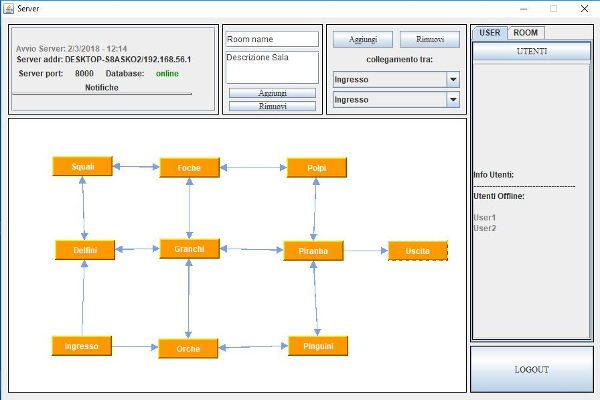 Server
Avvio Server: 2/3/2018 - 12:14
Server addr: DESKTOP-S8ASKO2/192.168.56.1
Server port: 8000 Database: online
Notifiche
Room name
Descrizione Sala
Aggiungi
Rimuovi
Aggiungi Rimuovi
collegamento tra:
Ingresso
Ingresso
USER ROOM
UTENTI
Info Utenti:
----------------------------------------
Utenti Offline:
User1
User2
LOGOUT
Squali Foche Polpi
Delfini Granchi Piranha Uscita
Ingresso Orche Pinguini